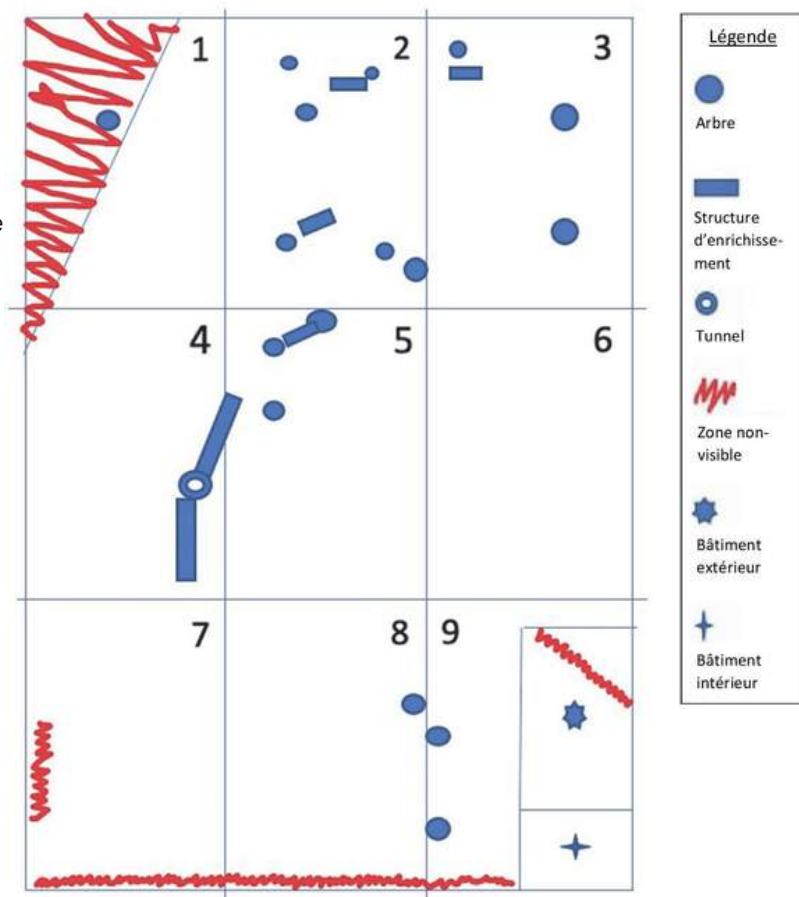 1
2
3
e
4
5
6
7
8
9
Légende
Arbre
Structure
d'enrichisse-
ment
Tunnel
Zone non-
visible
Bâtiment
extérieur
Bâtiment
intérieur